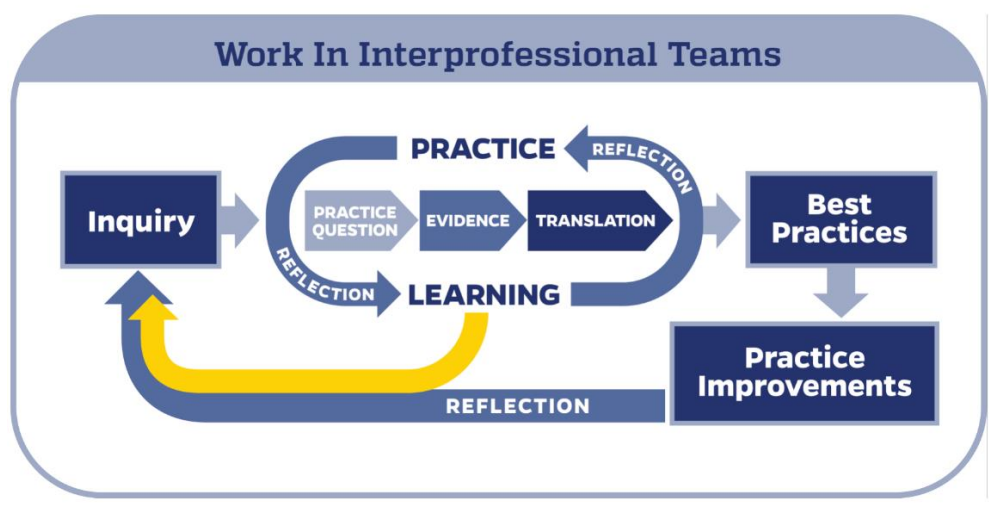 Work In Interprofessional Teams
PRACTICE
REFLECTION
Inquiry
PRACTICE
QUESTION
EVIDENCE
TRANSLATION
Best
Practices
REFLECTION
LEARNING
Practice
Improvements
REFLECTION